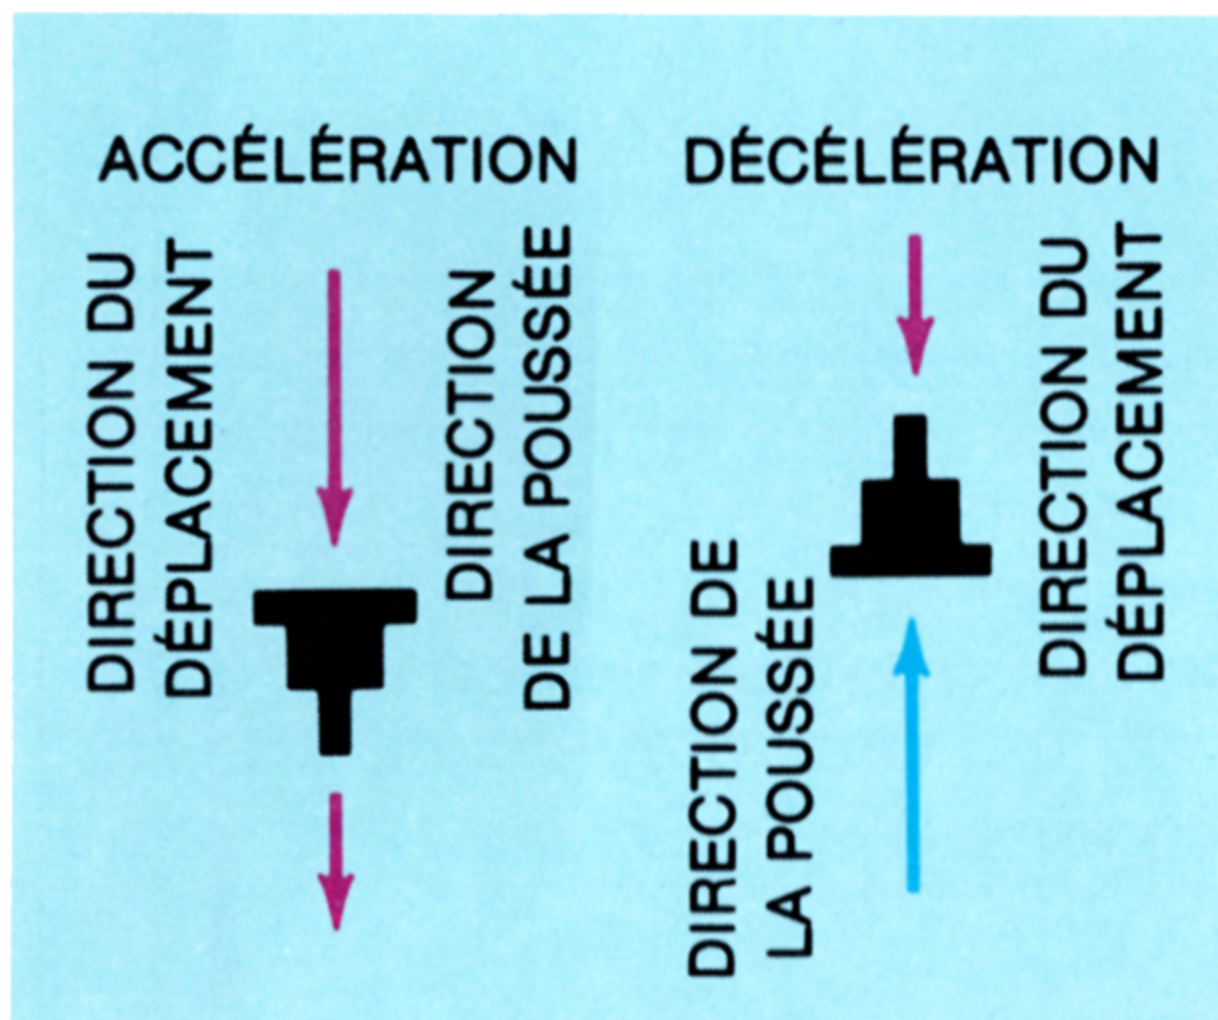 ACCÉLÉRATION
DIRECTION DU
DÉPLACEMENT
DIRECTION
DE LA POUSSÉE
DÉCÉLÉRATION
DIRECTION DE
LA POUSSÉE
DIRECTION DU
DÉPLACEMENT